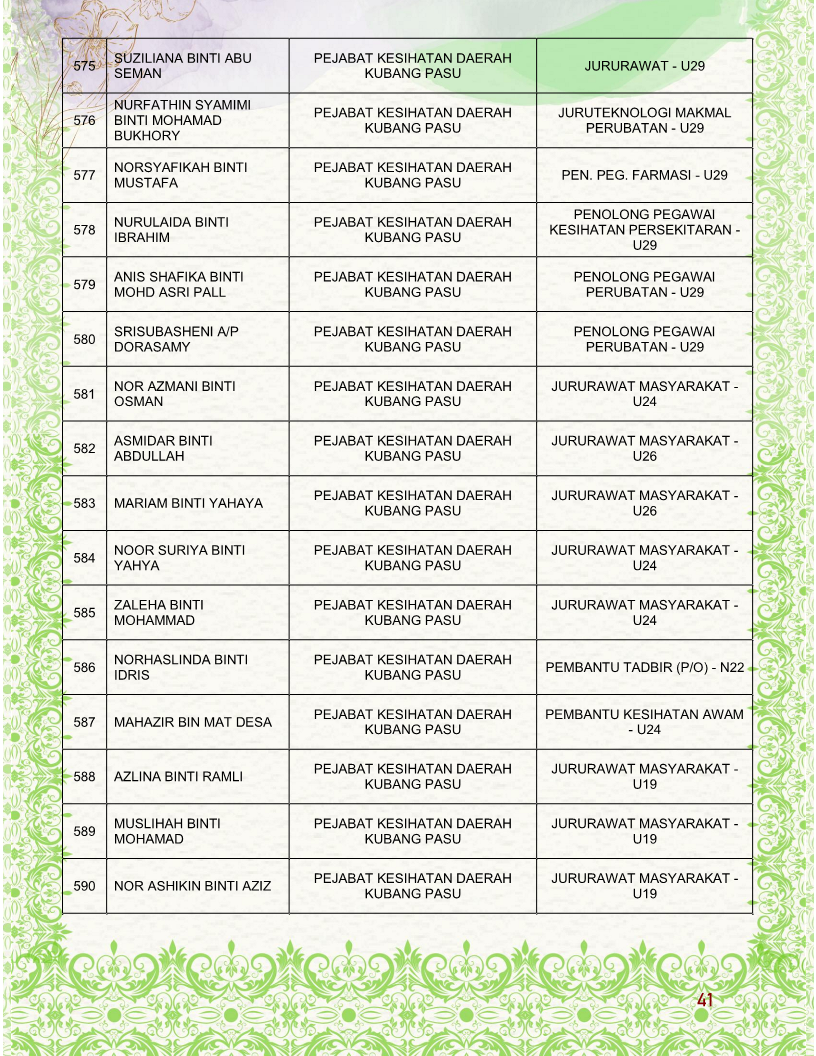 575
SUZILIANA BINTI ABU
SEMAN
PEJABAT KESIHATAN DAERAH
KUBANG PASU
JURURAWAT - U29
576
NURFATHIN SYAMIMI
BINTI MOHAMAD
BUKHORY
PEJABAT KESIHATAN DAERAH
KUBANG PASU
JURUTEKNOLOGI MAKMAL
PERUBATAN - U29
577
NORSYAFIKAH BINTI
MUSTAFA
PEJABAT KESIHATAN DAERAH
KUBANG PASU
PEN. PEG. FARMASI - U29
578
NURULAIDA BINTI
IBRAHIM
PEJABAT KESIHATAN DAERAH
KUBANG PASU
PENOLONG PEGAWAI
KESIHATAN PERSEKITARAN -
U29
579
ANIS SHAFIKA BINTI
MOHD ASRI PALL
PEJABAT KESIHATAN DAERAH
KUBANG PASU
PENOLONG PEGAWAI
PERUBATAN - U29
580
SRISUBASHENI A/P
DORASAMY
PEJABAT KESIHATAN DAERAH
KUBANG PASU
PENOLONG PEGAWAI
PERUBATAN - U29
581
NOR AZMANI BINTI
OSMAN
PEJABAT KESIHATAN DAERAH
KUBANG PASU
JURURAWAT MASYARAKAT -
U24
582
ASMIDAR BINTI
ABDULLAH
PEJABAT KESIHATAN DAERAH
KUBANG PASU
JURURAWAT MASYARAKAT -
U26
583
MARIAM BINTI YAHAYA
PEJABAT KESIHATAN DAERAH
KUBANG PASU
JURURAWAT MASYARAKAT -
U26
584
NOOR SURIYA BINTI
YAHYA
PEJABAT KESIHATAN DAERAH
KUBANG PASU
JURURAWAT MASYARAKAT -
U24
585
ZALEHA BINTI
MOHAMMAD
PEJABAT KESIHATAN DAERAH
KUBANG PASU
JURURAWAT MASYARAKAT -
U24
586
NORHASLINDA BINTI
IDRIS
PEJABAT KESIHATAN DAERAH
KUBANG PASU
PEMBANTU TADBIR (P/O) - N22
587
MAHAZIR BIN MAT DESA
PEJABAT KESIHATAN DAERAH
KUBANG PASU
PEMBANTU KESIHATAN AWAM
- U24
588
AZLINA BINTI RAMLI
PEJABAT KESIHATAN DAERAH
KUBANG PASU
JURURAWAT MASYARAKAT -
U19
589
MUSLIHAH BINTI
MOHAMAD
PEJABAT KESIHATAN DAERAH
KUBANG PASU
JURURAWAT MASYARAKAT -
U19
590
NOR ASHIKIN BINTI AZIZ
PEJABAT KESIHATAN DAERAH
KUBANG PASU
JURURAWAT MASYARAKAT -
U19
41